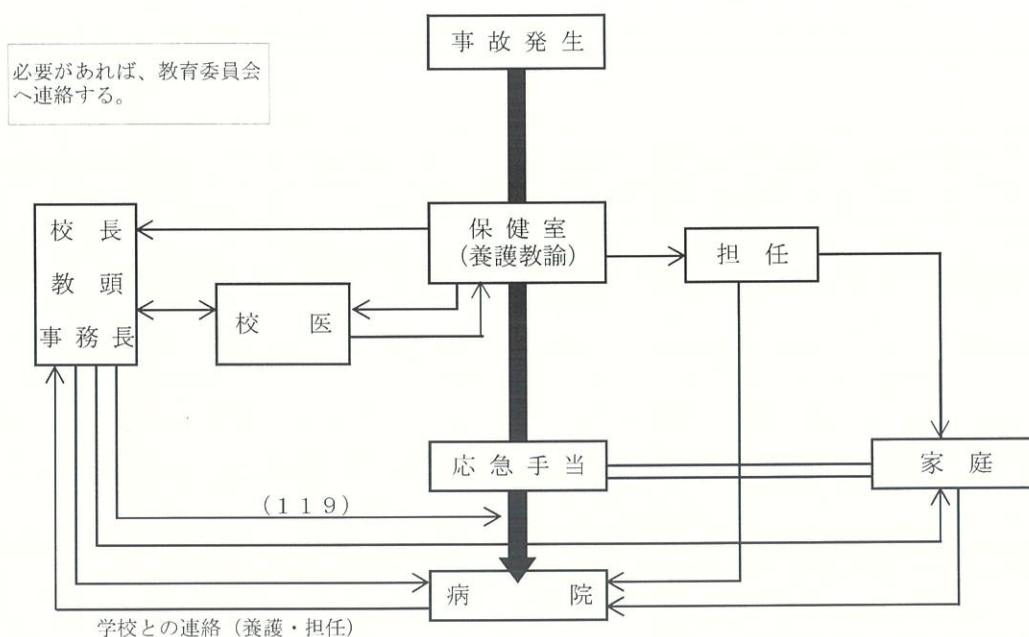 事故発生
必要があれば、教育委員会
へ連絡する。
校長
教頭
事務長
保健室
(養護教諭)
担任
校医
応急手当
家庭
(119)
病院
学校との連絡（養護・担任）